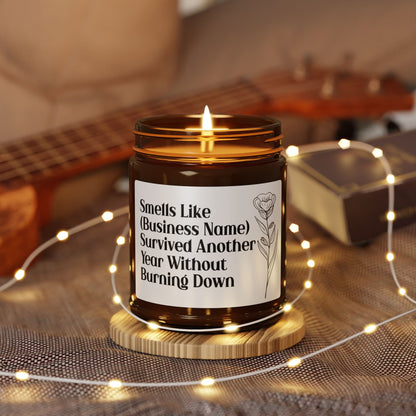 Smells Like
(Business Name)
Survived Another
Year Without
Burning Down